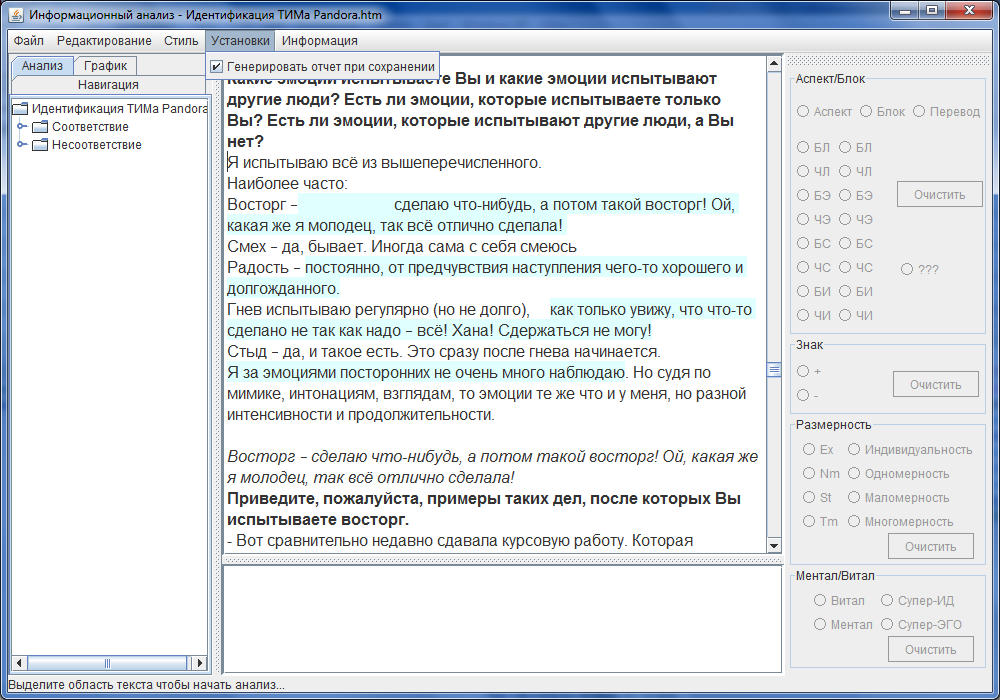 Информационный анализ - Идентификация ТИМа Pandora.htm
Файл Редактирование Стиль Установки Информация
Генерировать отчет при сохранении
Анализ График
Навигация
Идентификация ТИМа Pandora
Соответствие
Несоответствие
Какие эмоции испытываете Вы и какие эмоции испытывают
другие люди? Есть ли эмоции, которые испытываете только
Вы? Есть ли эмоции, которые испытывают другие люди, а Вы
нет?
Я испытываю всё из вышеперечисленного.
Наиболее часто:
Восторг – сделаю что-нибудь, а потом такой восторг! Ой,
какая же я молодец, так всё отлично сделала!
Смех – да, бывает. Иногда сама с себя смеюсь
Радость – постоянно, от предчувствия наступления чего-то хорошего и
долгожданного.
Гнев испытываю регулярно (но не долго), как только увижу, что что-то
сделано не так как надо – всё! Хана! Сдержаться не могу!
Стыд – да, и такое есть. Это сразу после гнева начинается.
Я за эмоциями посторонних не очень много наблюдаю. Но судя по
мимике, интонациям, взглядам, то эмоции те же что и у меня, но разной
интенсивности и продолжительности.
Восторг – сделаю что-нибудь, а потом такой восторг! Ой, какая же
я молодец, так всё отлично сделала!
Приведите, пожалуйста, примеры таких дел, после которых Вы
испытываете восторг.
- Вот сравнительно недавно сдавала курсовую работу. Которая
Аспект/Блок
Аспект Блок Перевод
БЛ БЛ
ЧЛ ЧЛ
БЭ БЭ
Очистить
ЧЭ ЧЭ
БС БС
ЧС ЧС
???
БИ БИ
ЧИ ЧИ
Знак
+
Очистить
-
Размерность
Ex Индивидуальность
Nm Одномерность
St Маломерность
Tm Многомерность
Очистить
Ментал/Витал
Витал Супер-ИД
Ментал Супер-ЭГО
Очистить
Выделите область текста чтобы начать анализ...